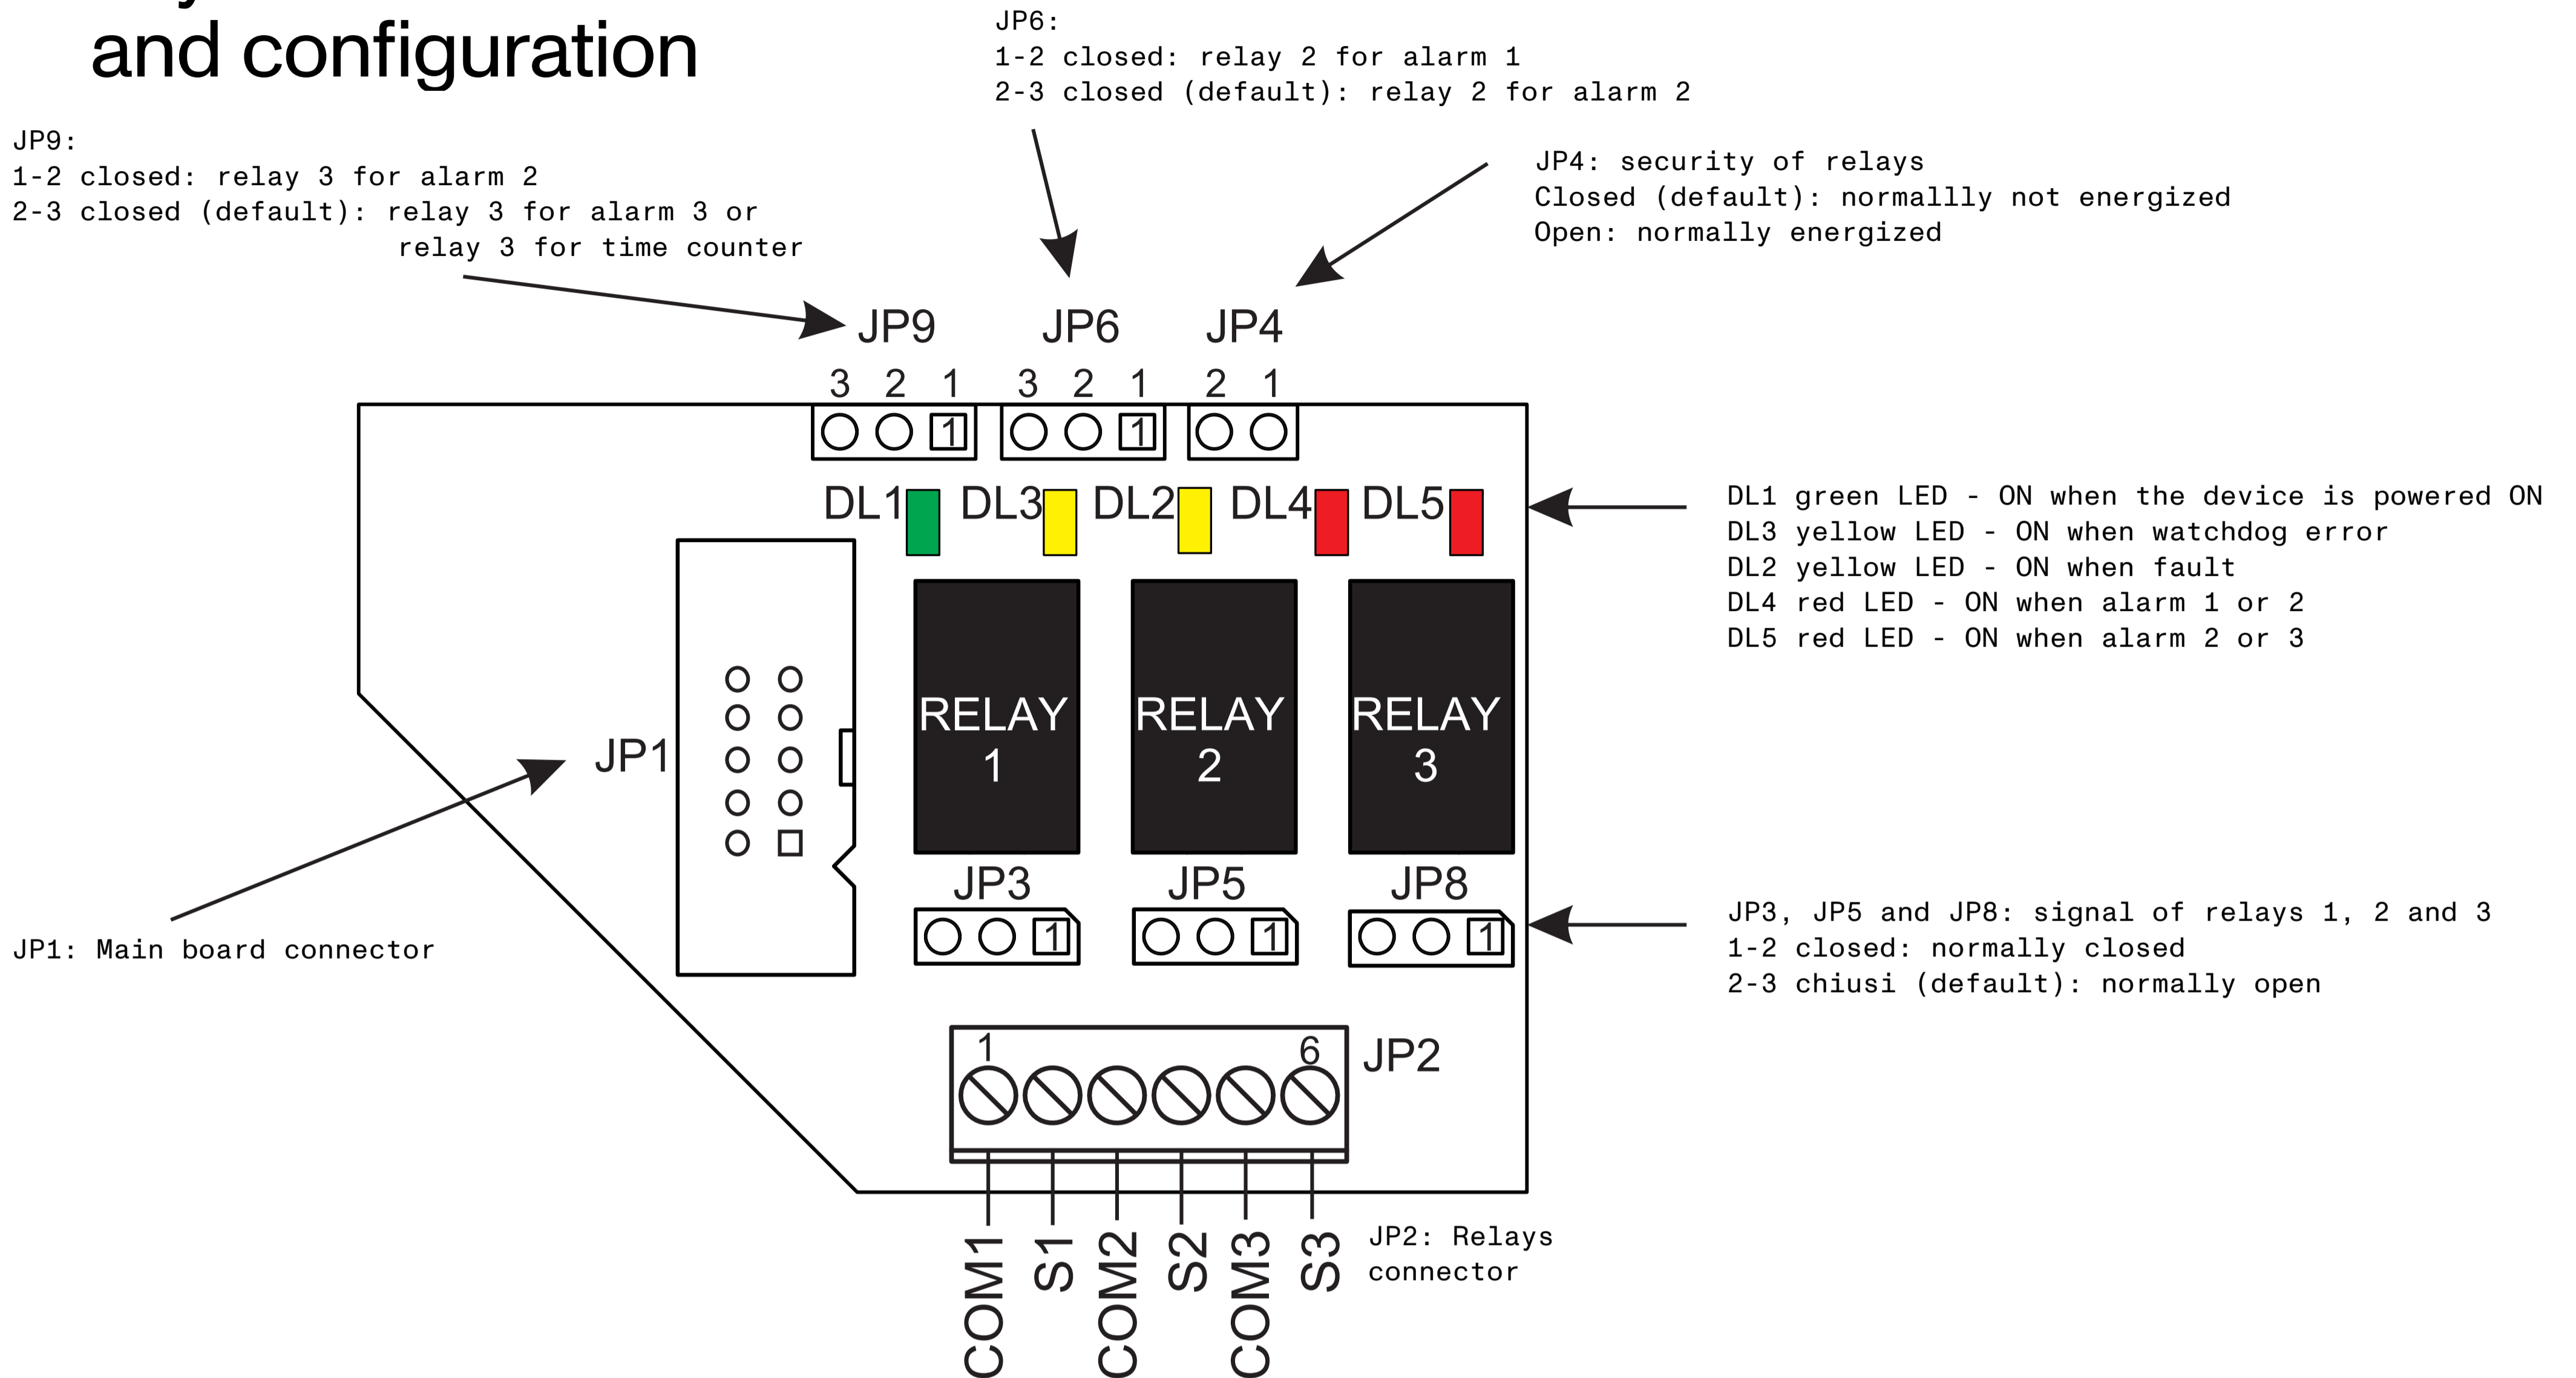 and configuration
JP6:
1-2 closed: relay 2 for alarm 1
2-3 closed (default): relay 2 for alarm 2
JP9:
1-2 closed: relay 3 for alarm 2
2-3 closed (default): relay 3 for alarm 3 or
relay 3 for time counter
JP4: security of relays
Closed (default): normallly not energized
Open: normally energized
JP9 JP6 JP4
3 2 1 3 2 1 2 1
1 1
DL1 DL3 DL2 DL4 DL5
DL1 green LED - ON when the device is powered ON
DL3 yellow LED - ON when watchdog error
DL2 yellow LED - ON when fault
DL4 red LED - ON when alarm 1 or 2
DL5 red LED - ON when alarm 2 or 3
RELAY 1
RELAY 2
RELAY 3
JP1
JP1: Main board connector
JP3 JP5 JP8
1 1 1
JP3, JP5 and JP8: signal of relays 1, 2 and 3
1-2 closed: normally closed
2-3 chiusi (default): normally open
1 6 JP2
COM1 S1 COM2 S2 COM3 S3
JP2: Relays
connector